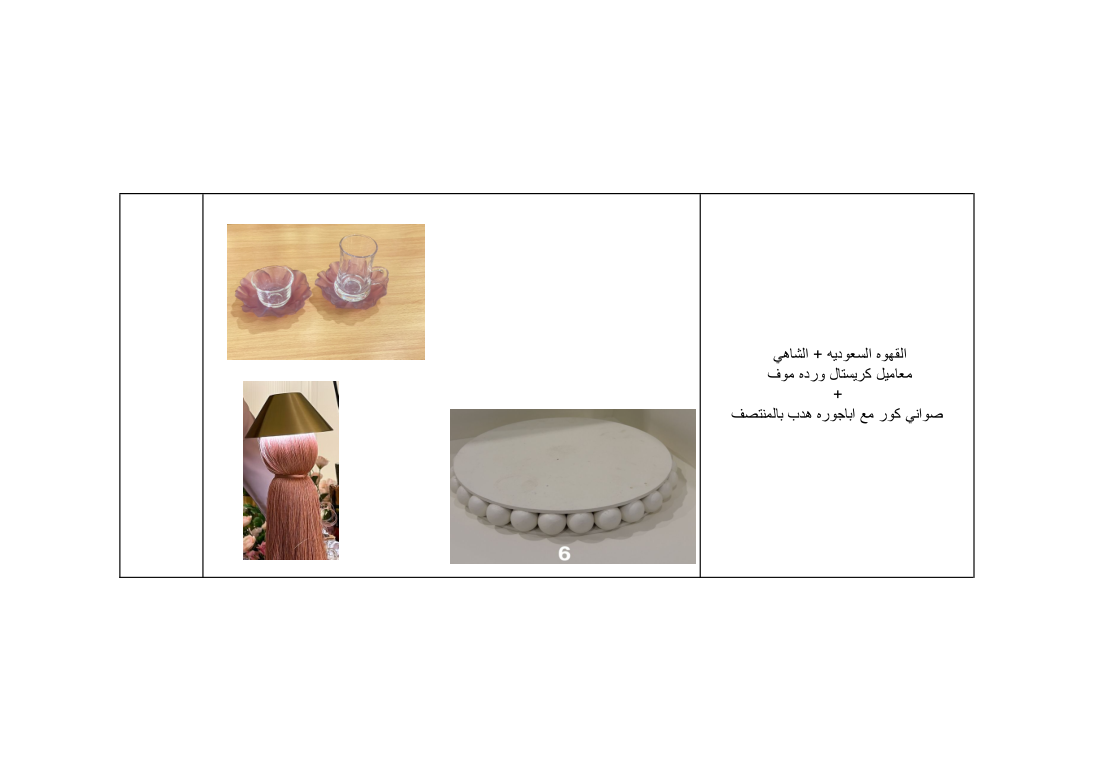 القهوه السعوديه + الشاهي
معاميل كريستال ورده موف
+
صواني كور مع اباجوره هدب بالمنتصف
6